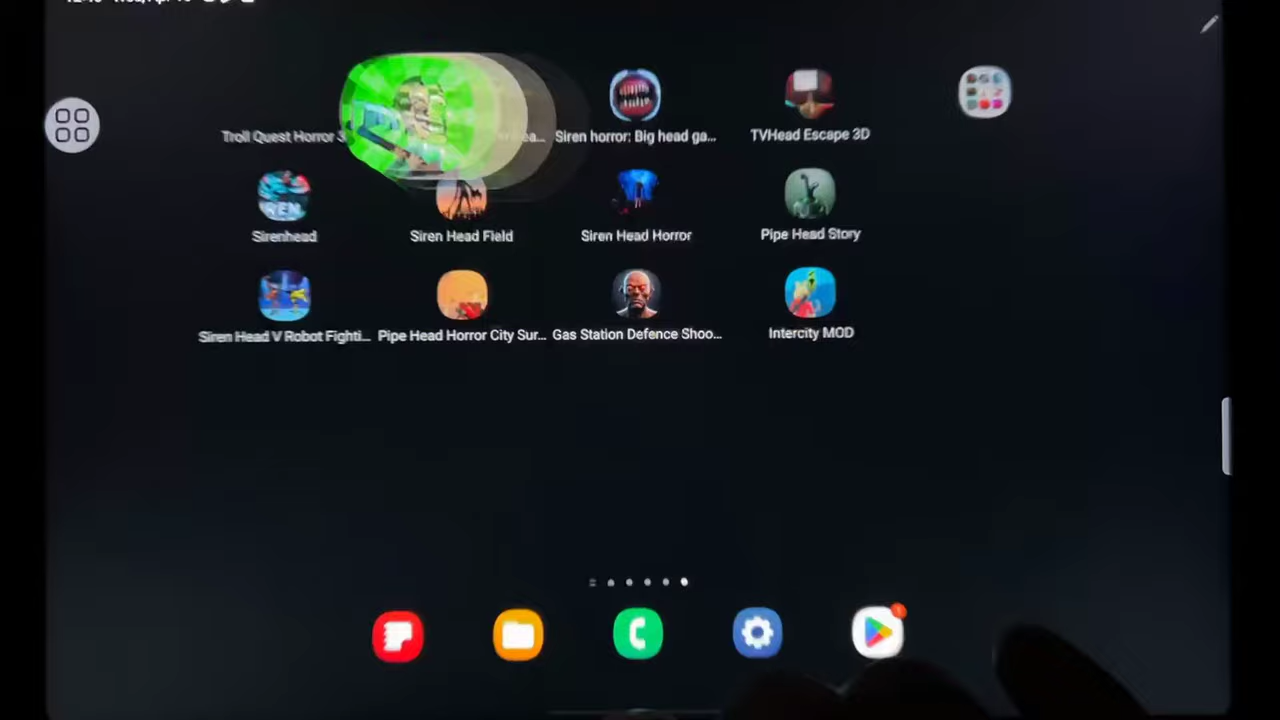 Troll Quest Horror 3
Siren horror: Big head ga...
TVHead Escape 3D
Sirenhead
Siren Head Field
Siren Head Horror
Pipe Head Story
Siren Head V Robot Fighti...
Pipe Head Horror City Sur...
Gas Station Defence Shoo...
Intercity MOD